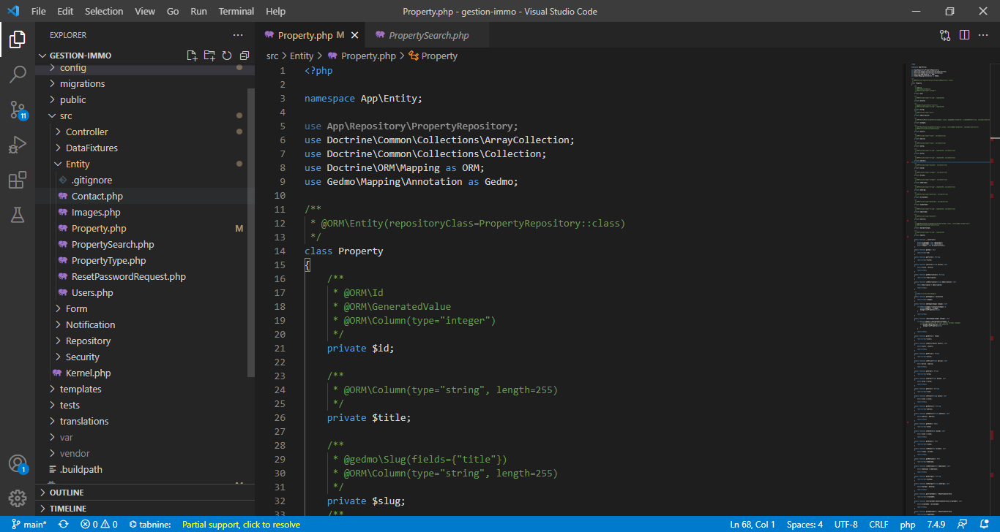 File Edit Selection View Go Run Terminal Help
Property.php - gestion-immo - Visual Studio Code
EXPLORER
GESTION-IMMO
config
migrations
public
src
Controller
DataFixtures
Entity
.gitignore
Contact.php
Images.php
Property.php M
PropertySearch.php
PropertyType.php
ResetPasswordRequest.php
Users.php
Form
Notification
Repository
Security
Kernel.php
templates
tests
translations
var
vendor
.buildpath
OUTLINE
TIMELINE
11
1
Property.php M
PropertySearch.php
src > Entity > Property.php > Property
1 <?php
2
3 namespace App\Entity;
4
5 use App\Repository\PropertyRepository;
6 use Doctrine\Common\Collections\ArrayCollection;
7 use Doctrine\Common\Collections\Collection;
8 use Doctrine\ORM\Mapping as ORM;
9 use Gedmo\Mapping\Annotation as Gedmo;
10
11 /**
12  * @ORM\Entity(repositoryClass=PropertyRepository::class)
13  */
14 class Property
15 {
16     /**
17      * @ORM\Id
18      * @ORM\GeneratedValue
19      * @ORM\Column(type="integer")
20      */
21     private $id;
22
23     /**
24      * @ORM\Column(type="string", length=255)
25      */
26     private $title;
27
28     /**
29      * @gedmo\Slug(fields={"title"})
30      * @ORM\Column(type="string", length=255)
31      */
32     private $slug;
33     /**
main* 0 0 tabnine: Partial support, click to resolve Ln 68, Col 1 Spaces: 4 UTF-8 CRLF php 7.4.9